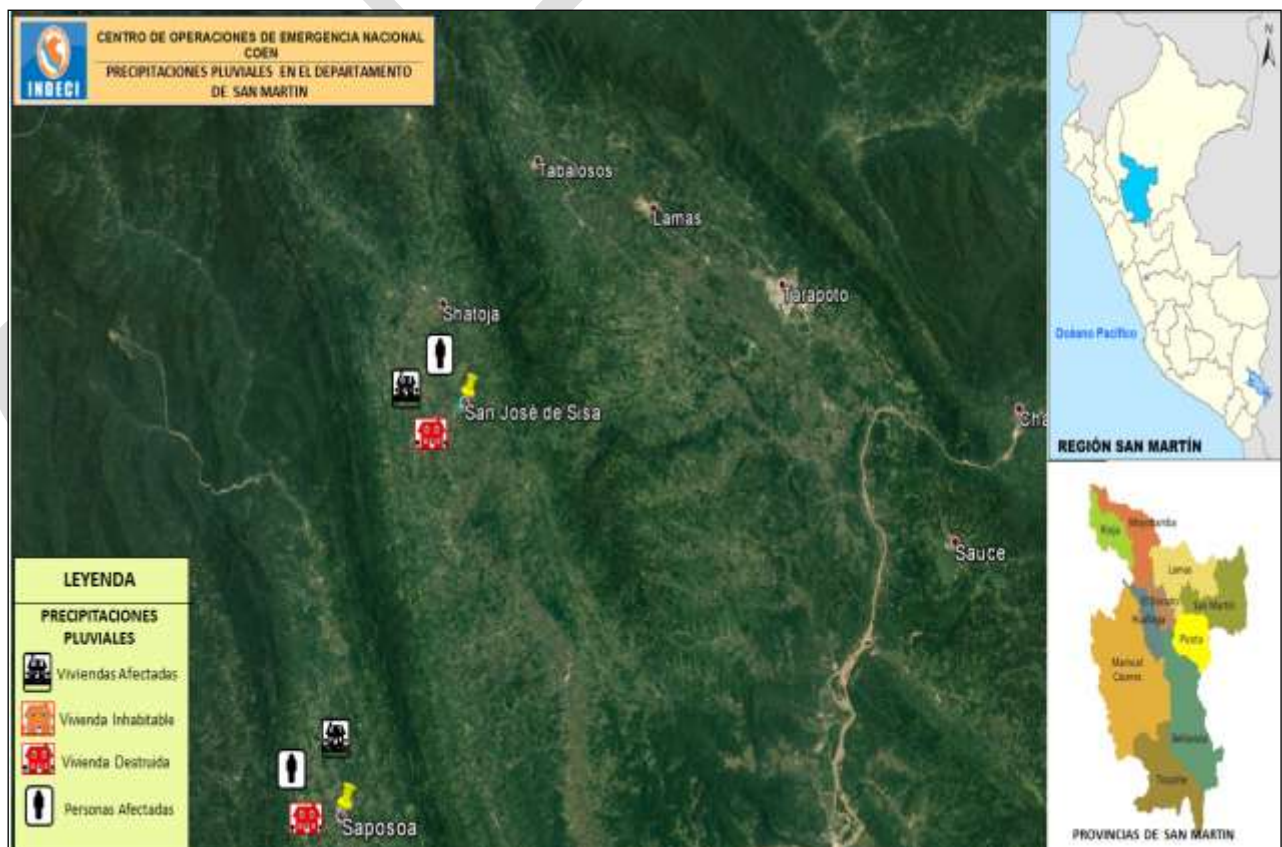 CENTRO DE OPERACIONES DE EMERGENCIA NACIONAL
COEN
PRECIPITACIONES PLUVIALES EN EL DEPARTAMENTO
DE SAN MARTIN
INDECI
Tabalosos
Lamas
Tarapoto
Shatoja
San José de Sisa
Cha
Sauce
Saposoa
LEYENDA
PRECIPITACIONES
PLUVIALES
Viviendas Afectadas
Vivienda Inhabitable
Vivienda Destruida
Personas Afectadas
N
Océano Pacífico
REGIÓN SAN MARTÍN
Moyobamba
Rioja
Lamas
San Martín
Huallaga
Picota
Mariscal
Cáceres
Bellavista
Tocache
PROVINCIAS DE SAN MARTIN